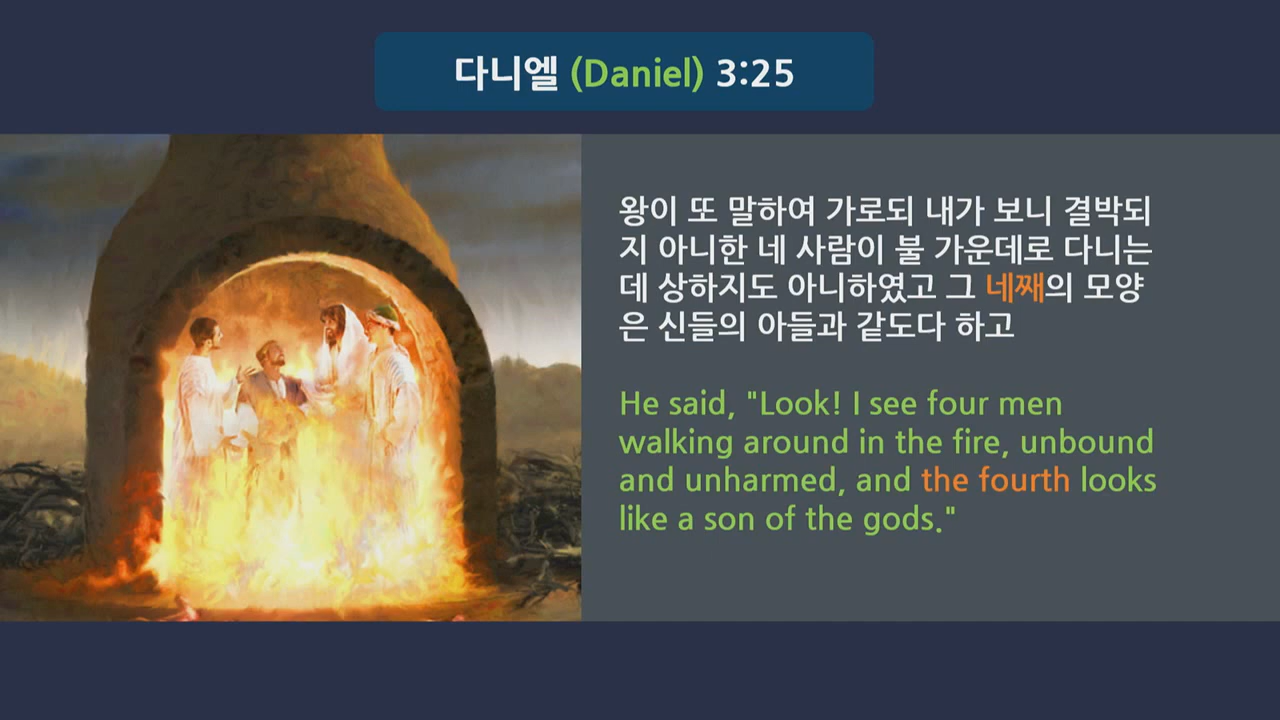 다니엘 (Daniel) 3:25
왕이 또 말하여 가로되 내가 보니 결박되
지 아니한 네 사람이 불 가운데로 다니는
데 상하지도 아니하였고 그 네째의 모양
은 신들의 아들과 같도다 하고
He said, "Look! I see four men
walking around in the fire, unbound
and unharmed, and the fourth looks
like a son of the gods."